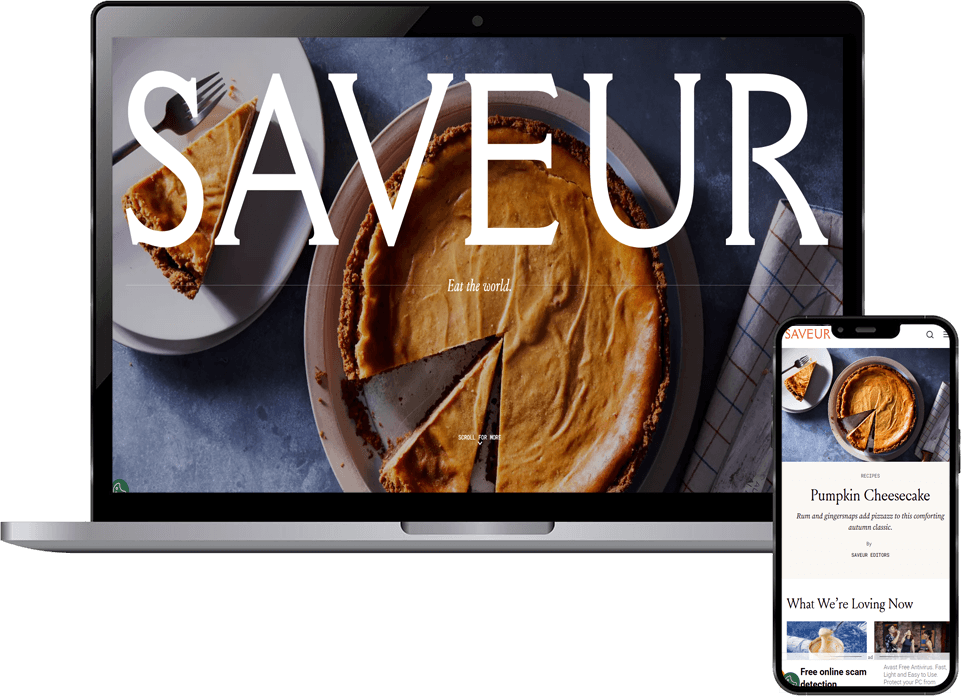 SAVEUR
Eat the world.
SCROLL FOR MORE
SAVEUR
RECIPES
Pumpkin Cheesecake
Rum and gingersnaps add pizzazz to this comforting
autumn classic.
By
SAVEUR EDITORS
What We're Loving Now
ad
Free online scam
detection
Avast Free Antivirus. Fast,
Light and Easy to Use.
Protect your PC from